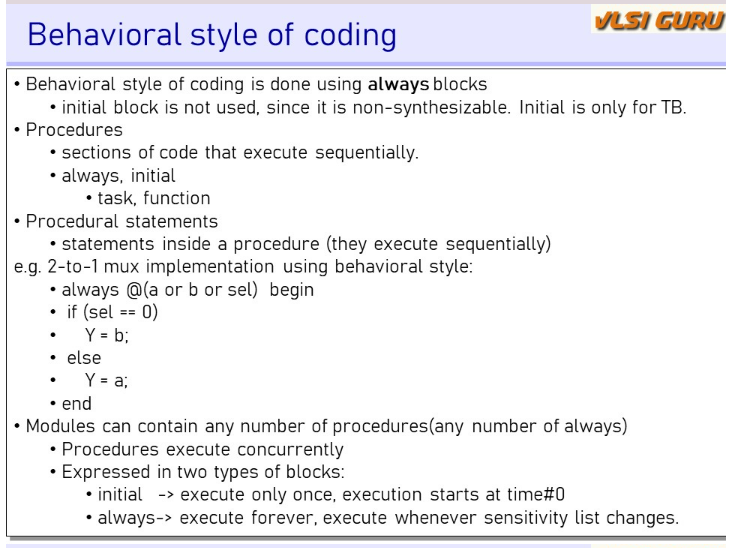 Behavioral style of coding
VLSI GURU
• Behavioral style of coding is done using always blocks
• initial block is not used, since it is non-synthesizable. Initial is only for TB.
• Procedures
• sections of code that execute sequentially.
• always, initial
• task, function
• Procedural statements
• statements inside a procedure (they execute sequentially)
e.g. 2-to-1 mux implementation using behavioral style:
• always @(a or b or sel) begin
• if (sel == 0)
• Y = b;
• else
• Y = a;
• end
• Modules can contain any number of procedures(any number of always)
• Procedures execute concurrently
• Expressed in two types of blocks:
• initial -> execute only once, execution starts at time#0
• always-> execute forever, execute whenever sensitivity list changes.